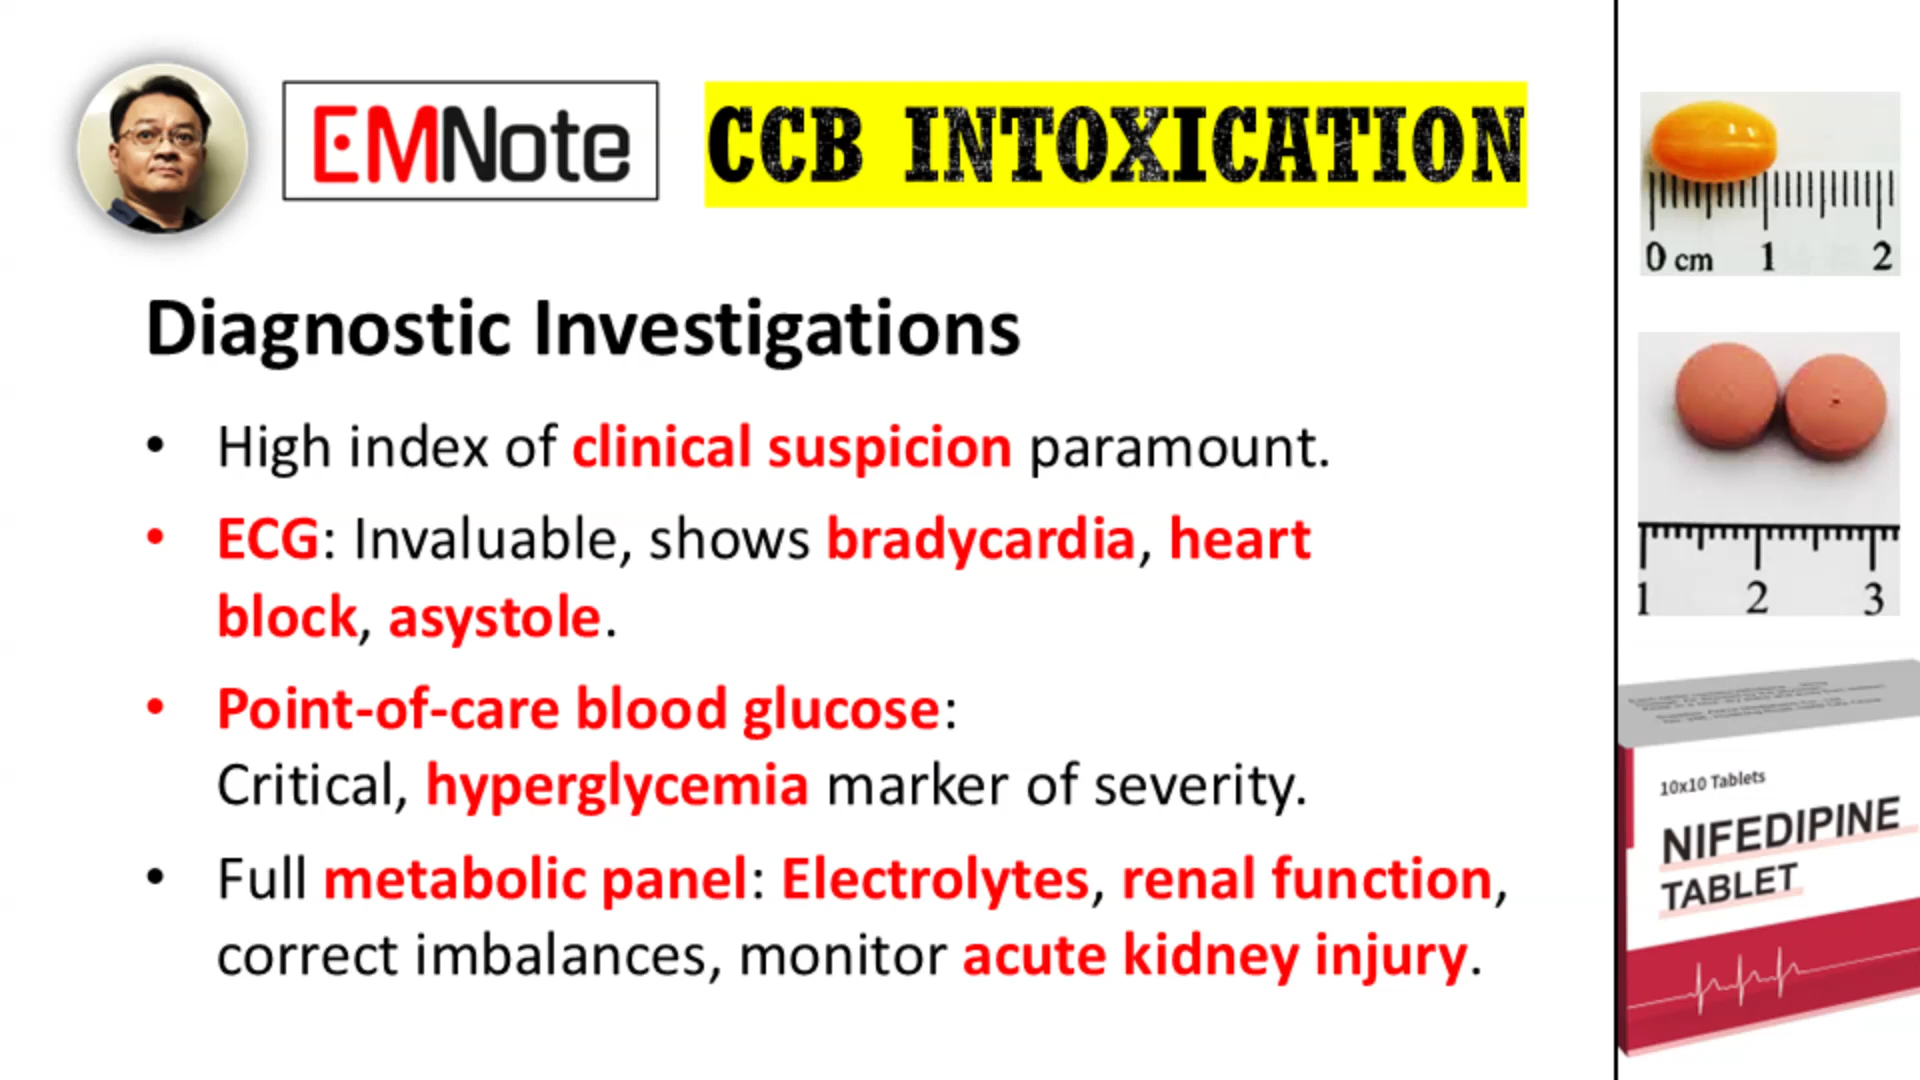 EMNote
CCB INTOXICATION
Diagnostic Investigations
• High index of clinical suspicion paramount.
• ECG: Invaluable, shows bradycardia, heart
block, asystole.
• Point-of-care blood glucose:
Critical, hyperglycemia marker of severity.
• Full metabolic panel: Electrolytes, renal function,
correct imbalances, monitor acute kidney injury.
0 cm 1 2
1 2 3
10x10 Tablets
NIFEDIPINE
TABLET